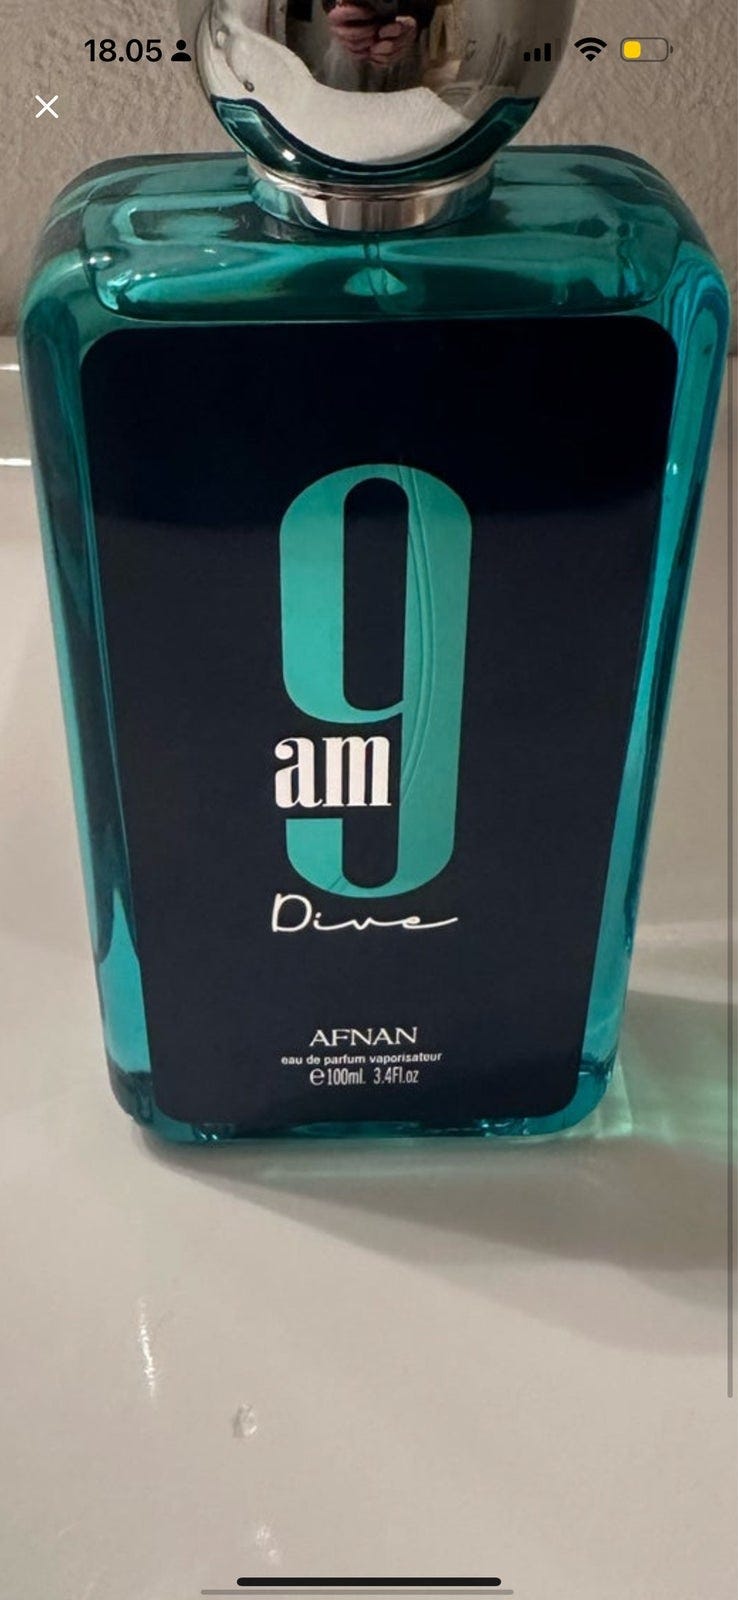 18.05
9
am
Dive
AFNAN
eau de parfum vaporisateur
℮100ml. 3.4Fl.oz